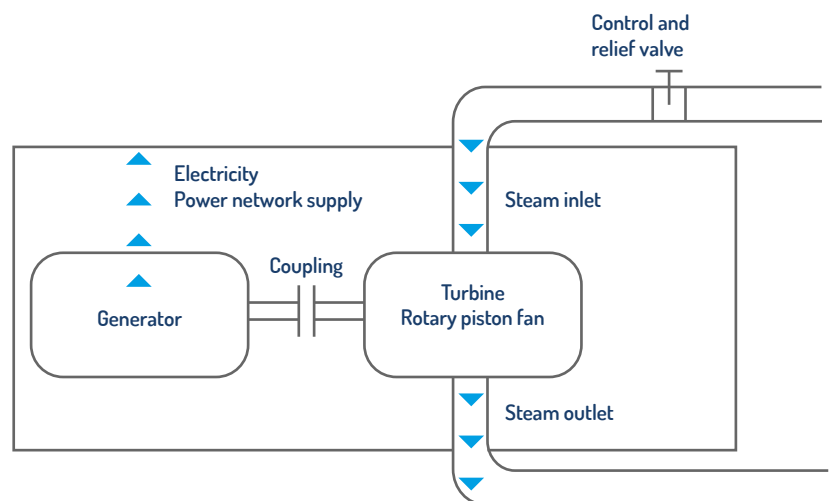 Control and
relief valve
Electricity
Power network supply
Steam inlet
Coupling
Generator
Turbine
Rotary piston fan
Steam outlet